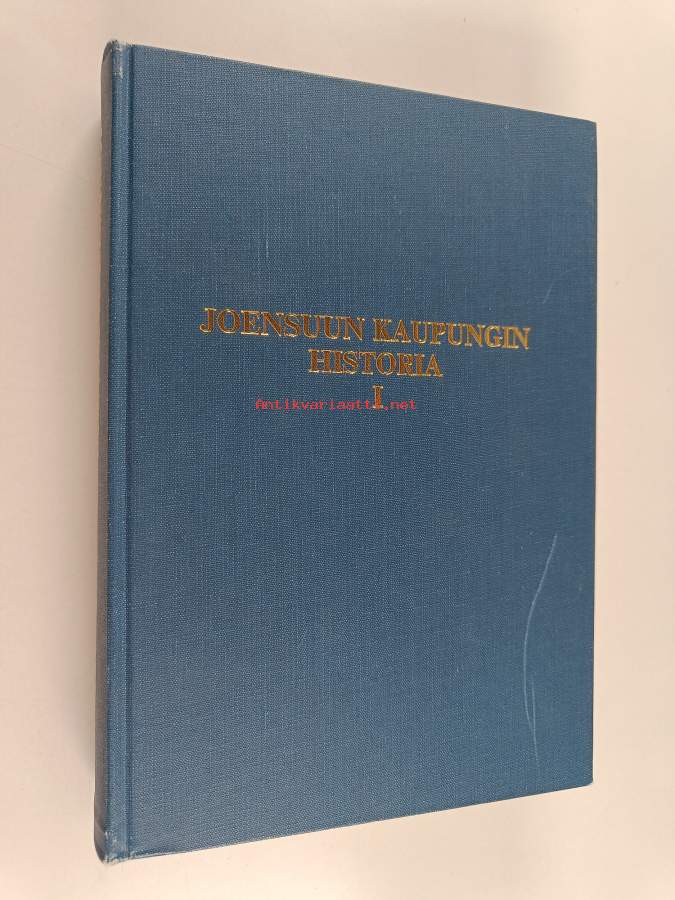 JOENSUUN KAUPUNGIN
HISTORIA
I
Antikvariaatti.net